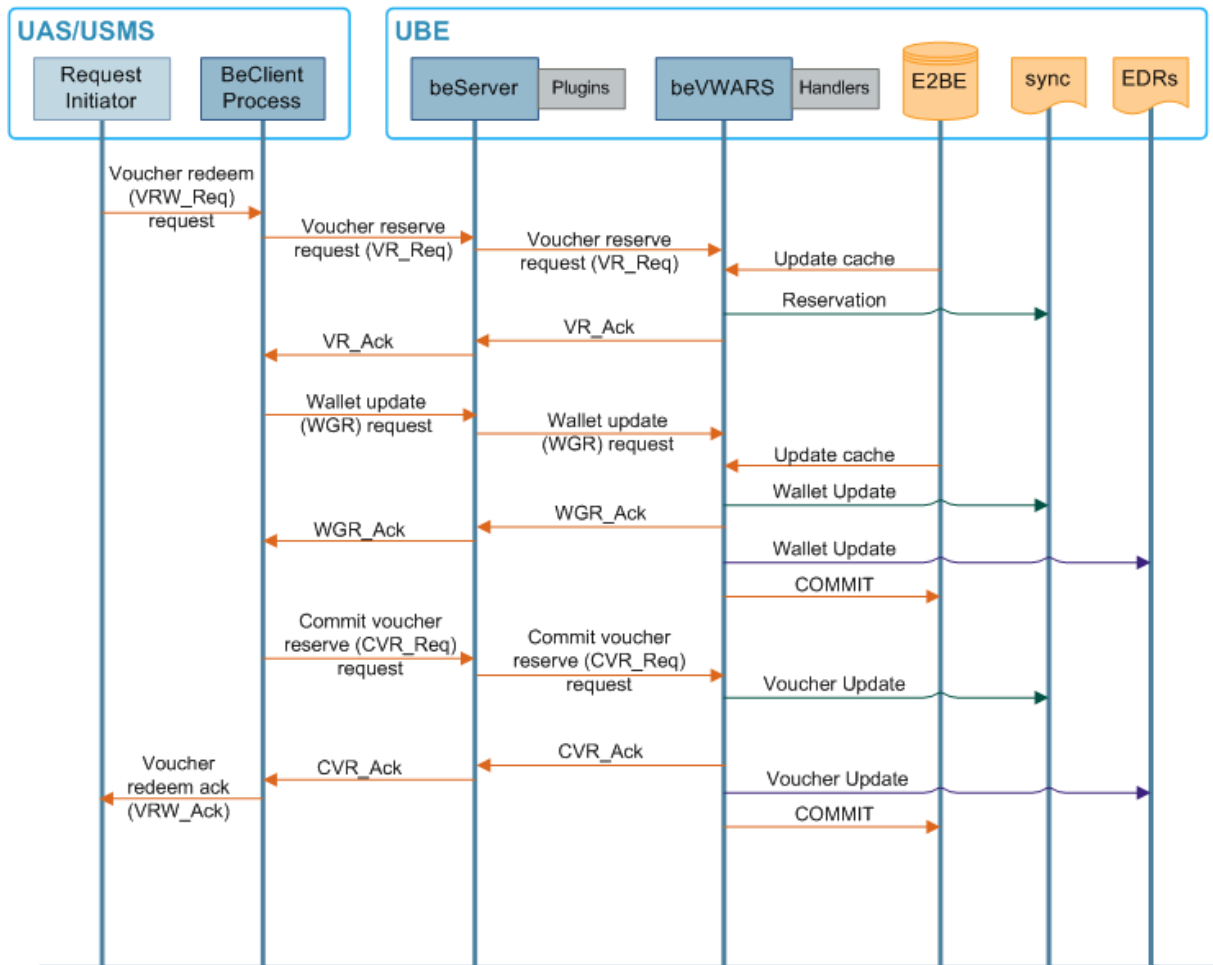 UAS/USMS
UBE
Request
Initiator
BeClient
Process
beServer
Plugins
beVWARS
Handlers
E2BE
sync
EDRs
Voucher redeem
(VRW_Req)
request
Voucher reserve
request (VR_Req)
Voucher reserve
request (VR_Req)
Update cache
Reservation
VR_Ack
VR_Ack
Wallet update
(WGR) request
Wallet update
(WGR) request
Update cache
Wallet Update
WGR_Ack
WGR_Ack
Wallet Update
COMMIT
Commit voucher
reserve (CVR_Req)
request
Commit voucher
reserve (CVR_Req)
request
Voucher Update
CVR_Ack
CVR_Ack
Voucher
redeem ack
(VRW_Ack)
Voucher Update
COMMIT